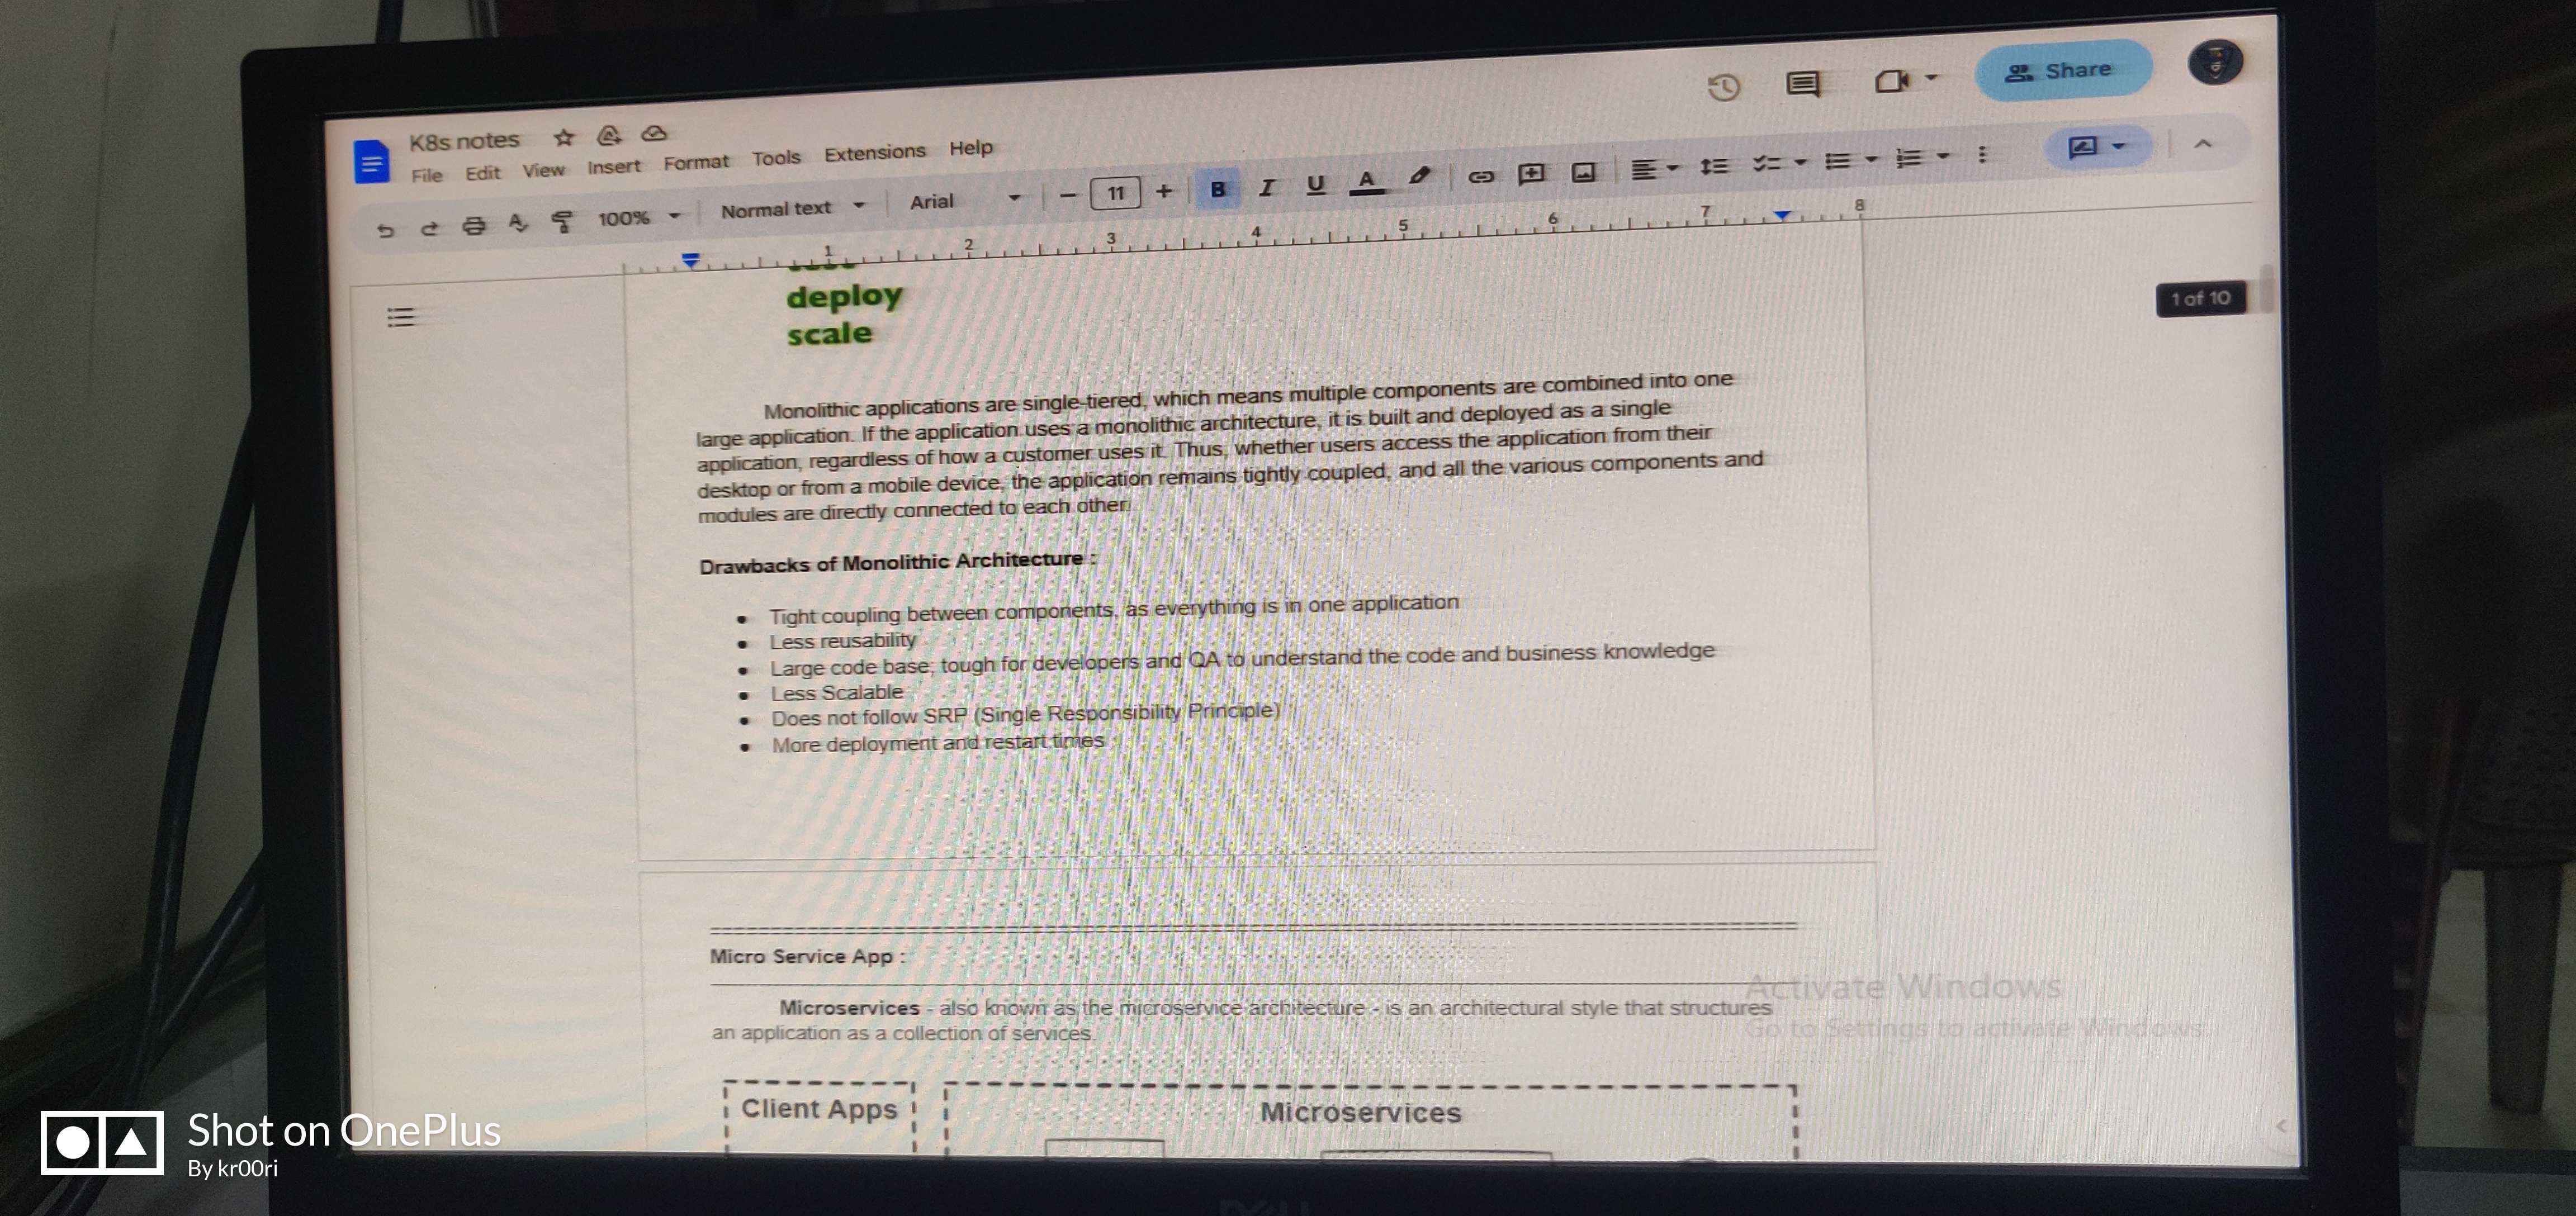 K8s notes
Share
File Edit View Insert Format Tools Extensions Help
100% Normal text Arial 11 B I U A
1 2 3 4 5 6 7 8
1 of 10
deploy
scale
Monolithic applications are single-tiered, which means multiple components are combined into one
large application. If the application uses a monolithic architecture, it is built and deployed as a single
application, regardless of how a customer uses it. Thus, whether users access the application from their
desktop or from a mobile device, the application remains tightly coupled, and all the various components and
modules are directly connected to each other.
Drawbacks of Monolithic Architecture :
● Tight coupling between components, as everything is in one application
● Less reusability
● Large code base; tough for developers and QA to understand the code and business knowledge
● Less Scalable
● Does not follow SRP (Single Responsibility Principle)
● More deployment and restart times
Micro Service App :
Microservices - also known as the microservice architecture - is an architectural style that structures
an application as a collection of services.
Activate Windows
Go to Settings to activate Windows.
Client Apps
Microservices
Shot on OnePlus
By kr00ri